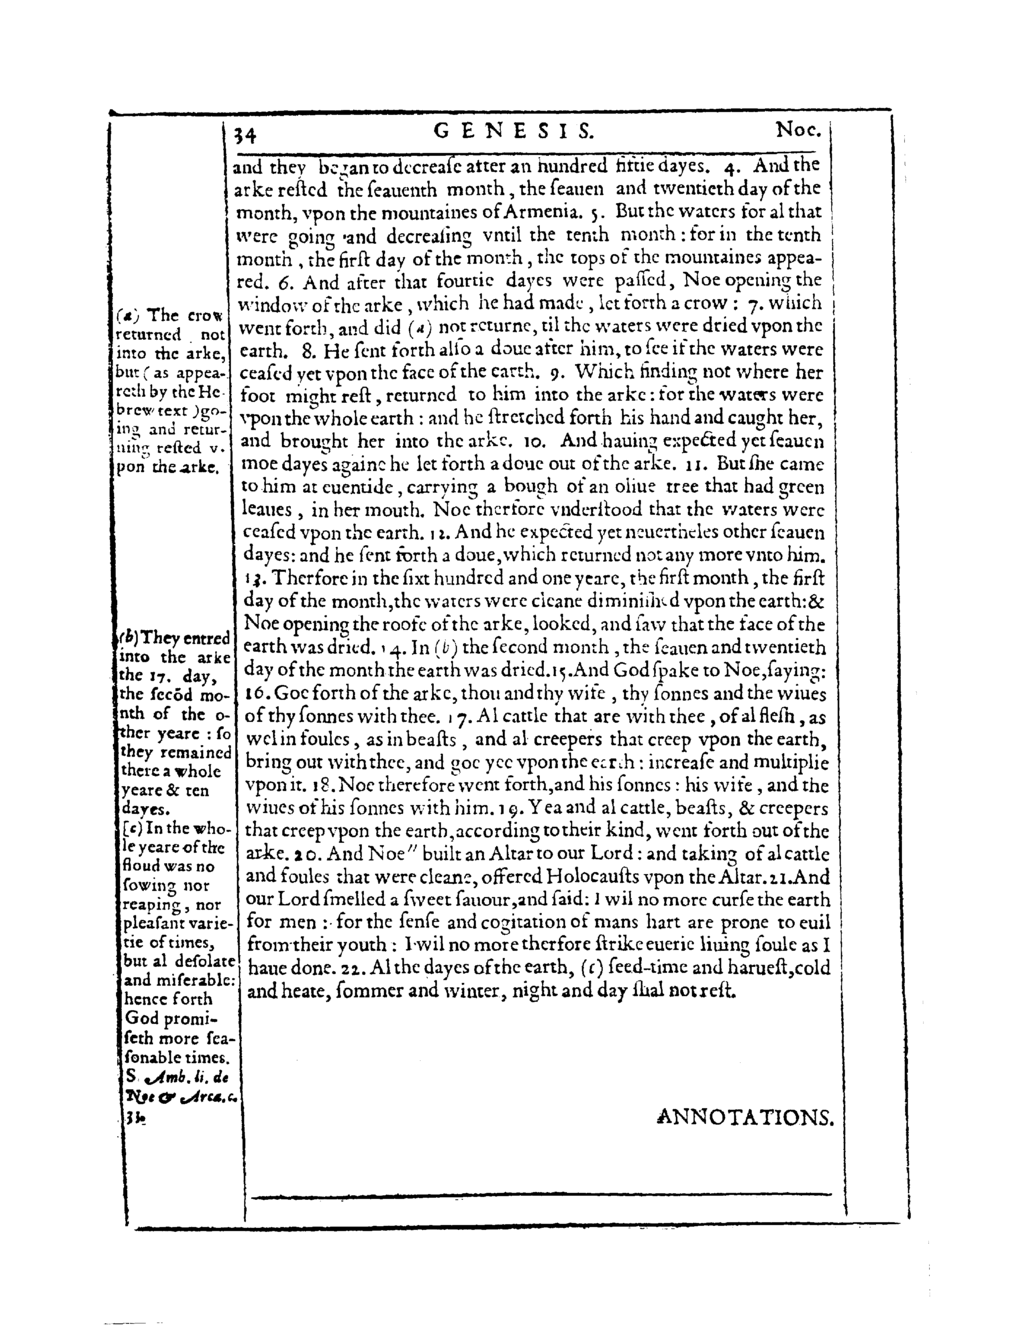 34 GENESIS. Noe.
and they began to decreaſe after an hundred fiftie dayes. 4. And the
arke reſted the ſeauenth month, the ſeauen and twentieth day of the
month, vpon the mountaines of Armenia. 5. But the waters for al that
were going and decreaſing vntil the tenth month: for in the tenth
month, the firſt day of the month, the tops of the mountaines appea-
red. 6. And after that fourtie dayes were paſſed, Noe opening the
window of the arke, which he had made, let forth a crow: 7. which
went forth, and did (a) not returne, til the waters were dried vpon the
earth. 8. He ſent forth alſo a doue after him, to ſee if the waters were
ceaſed yet vpon the face of the earth. 9. Which finding not where her
foot might reſt, returned to him into the arke: for the waters were
vpon the whole earth: and he ſtretched forth his hand and caught her,
and brought her into the arke. 10. And hauing expected yet ſeauen
moe dayes againe he let forth a doue out of the arke. 11. But ſhe came
to him at euentide, carrying a bough of an oliue tree that had green
leaues, in her mouth. Noe therfore vnderſtood that the waters were
ceaſed vpon the earth. 12. And he expected yet neuertheles other ſeauen
dayes: and he ſent forth a doue, which returned not any more vnto him.
13. Therfore in the ſixt hundred and one yeare, the firſt month, the firſt
day of the month, the waters were cleane diminiſhed vpon the earth: &
Noe opening the roofe of the arke, looked, and ſaw that the face of the
earth was dried. 14. In (b) the ſecond month, the ſeauen and twentieth
day of the month the earth was dried. 15. And God ſpake to Noe, ſaying:
16. Goe forth of the arke, thou and thy wife, thy ſonnes and the wiues
of thy ſonnes with thee. 17. Al cattle that are with thee, of al fleſh, as
wel in foules, as in beaſts, and al creepers that creep vpon the earth,
bring out with thee, and goe yee vpon the earth: increaſe and multiplie
vpon it. 18. Noe therefore went forth, and his ſonnes: his wife, and the
wiues of his ſonnes with him. 19. Yea and al cattle, beaſts, & creepers
that creep vpon the earth, according to their kind, went forth out of the
arke. 20. And Noe" built an Altar to our Lord: and taking of al cattle
and foules that were cleane, offered Holocauſts vpon the Altar. 21. And
our Lord ſmelled a ſweet ſauour, and ſaid: I wil no more curſe the earth
for men: for the ſenſe and cogitation of mans hart are prone to euil
from their youth: I wil no more therfore ſtrike euerie liuing ſoule as I
haue done. 22. Al the dayes of the earth, (c) ſeed-time and harueſt, cold
and heate, ſommer and winter, night and day ſhal not reſt.
(a) The crow
returned not
into the arke,
but (as appea-
reth by the He-
brew text) go-
ing and retur-
ning reſted v-
pon the arke.
(b) They entred
into the arke
the 17. day,
the ſecōd mo-
nth of the o-
ther yeare: ſo
they remained
there a whole
yeare & ten
dayes.
(c) In the who-
le yeare of the
floud was no
ſowing nor
reaping, nor
pleaſant varie-
tie of times,
but al deſolate
and miſerable:
hence forth
God promi-
ſeth more ſea-
ſonable times.
S. Amb. li. de
Noe & Arca, c.
ANNOTATIONS.